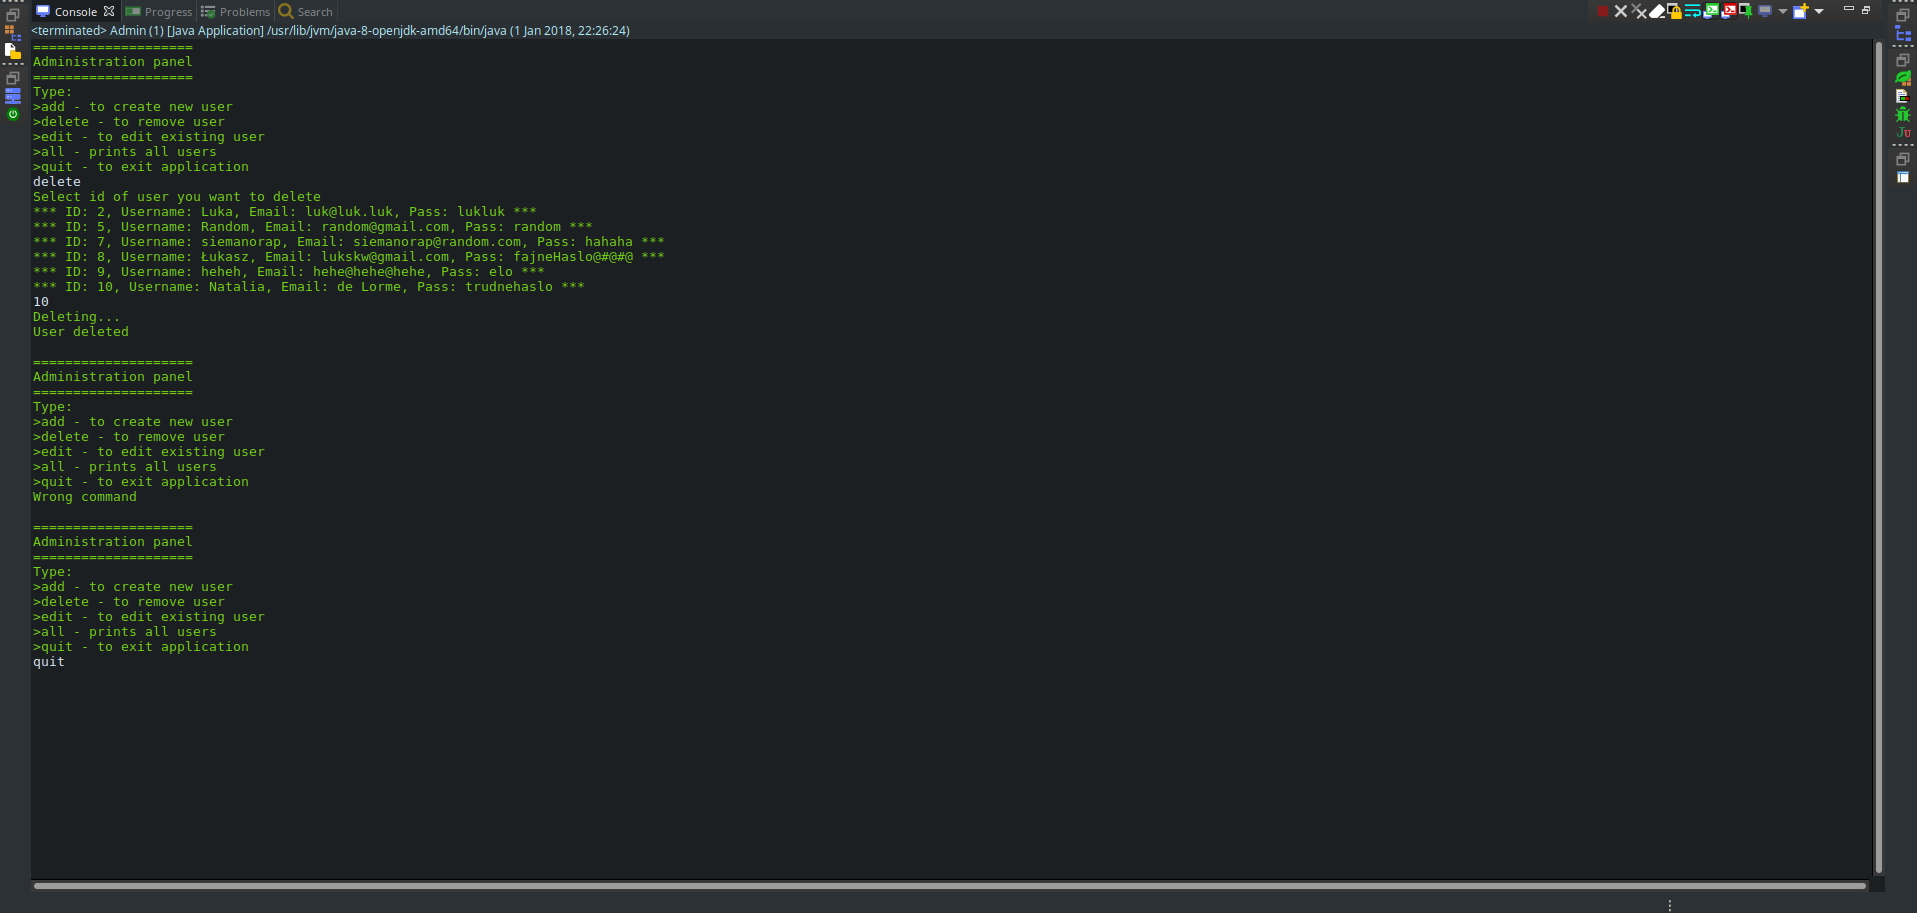 Console Progress Problems Search
<terminated> Admin (1) [Java Application] /usr/lib/jvm/java-8-openjdk-amd64/bin/java (1 Jan 2018, 22:26:24)
====================
Administration panel
====================
Type:
>add - to create new user
>delete - to remove user
>edit - to edit existing user
>all - prints all users
>quit - to exit application
delete
Select id of user you want to delete
*** ID: 2, Username: Luka, Email: luk@luk.luk, Pass: lukluk ***
*** ID: 5, Username: Random, Email: random@gmail.com, Pass: random ***
*** ID: 7, Username: siemanorap, Email: siemanorap@random.com, Pass: hahaha ***
*** ID: 8, Username: Łukasz, Email: lukskw@gmail.com, Pass: fajneHaslo@#@#@ ***
*** ID: 9, Username: heheh, Email: hehe@hehe@hehe, Pass: elo ***
*** ID: 10, Username: Natalia, Email: de Lorme, Pass: trudnehaslo ***
10
Deleting...
User deleted
====================
Administration panel
====================
Type:
>add - to create new user
>delete - to remove user
>edit - to edit existing user
>all - prints all users
>quit - to exit application
Wrong command
====================
Administration panel
====================
Type:
>add - to create new user
>delete - to remove user
>edit - to edit existing user
>all - prints all users
>quit - to exit application
quit
JU